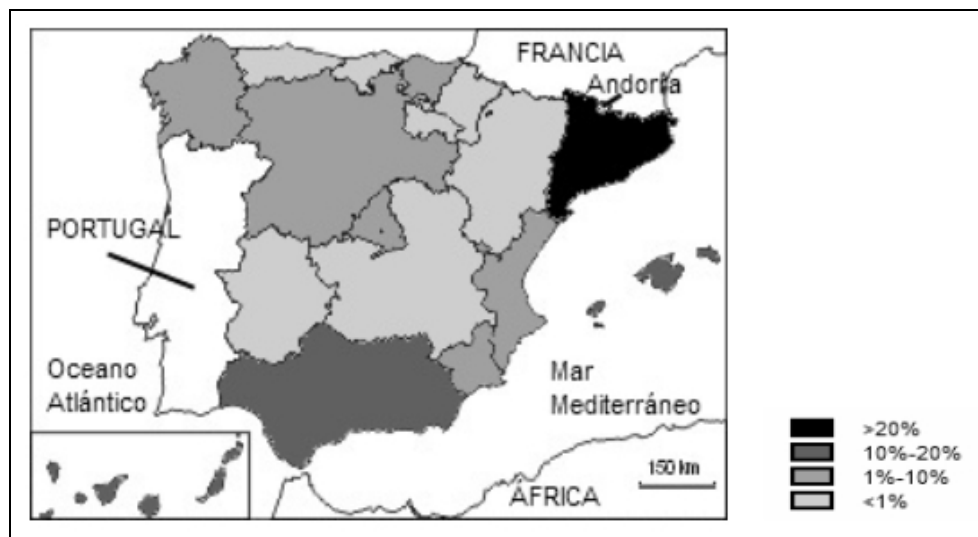 FRANCIA
Andorra
PORTUGAL
Oceano
Atlántico
Mar
Mediterráneo
150 km
ÁFRICA
>20%
10%-20%
1%-10%
<1%